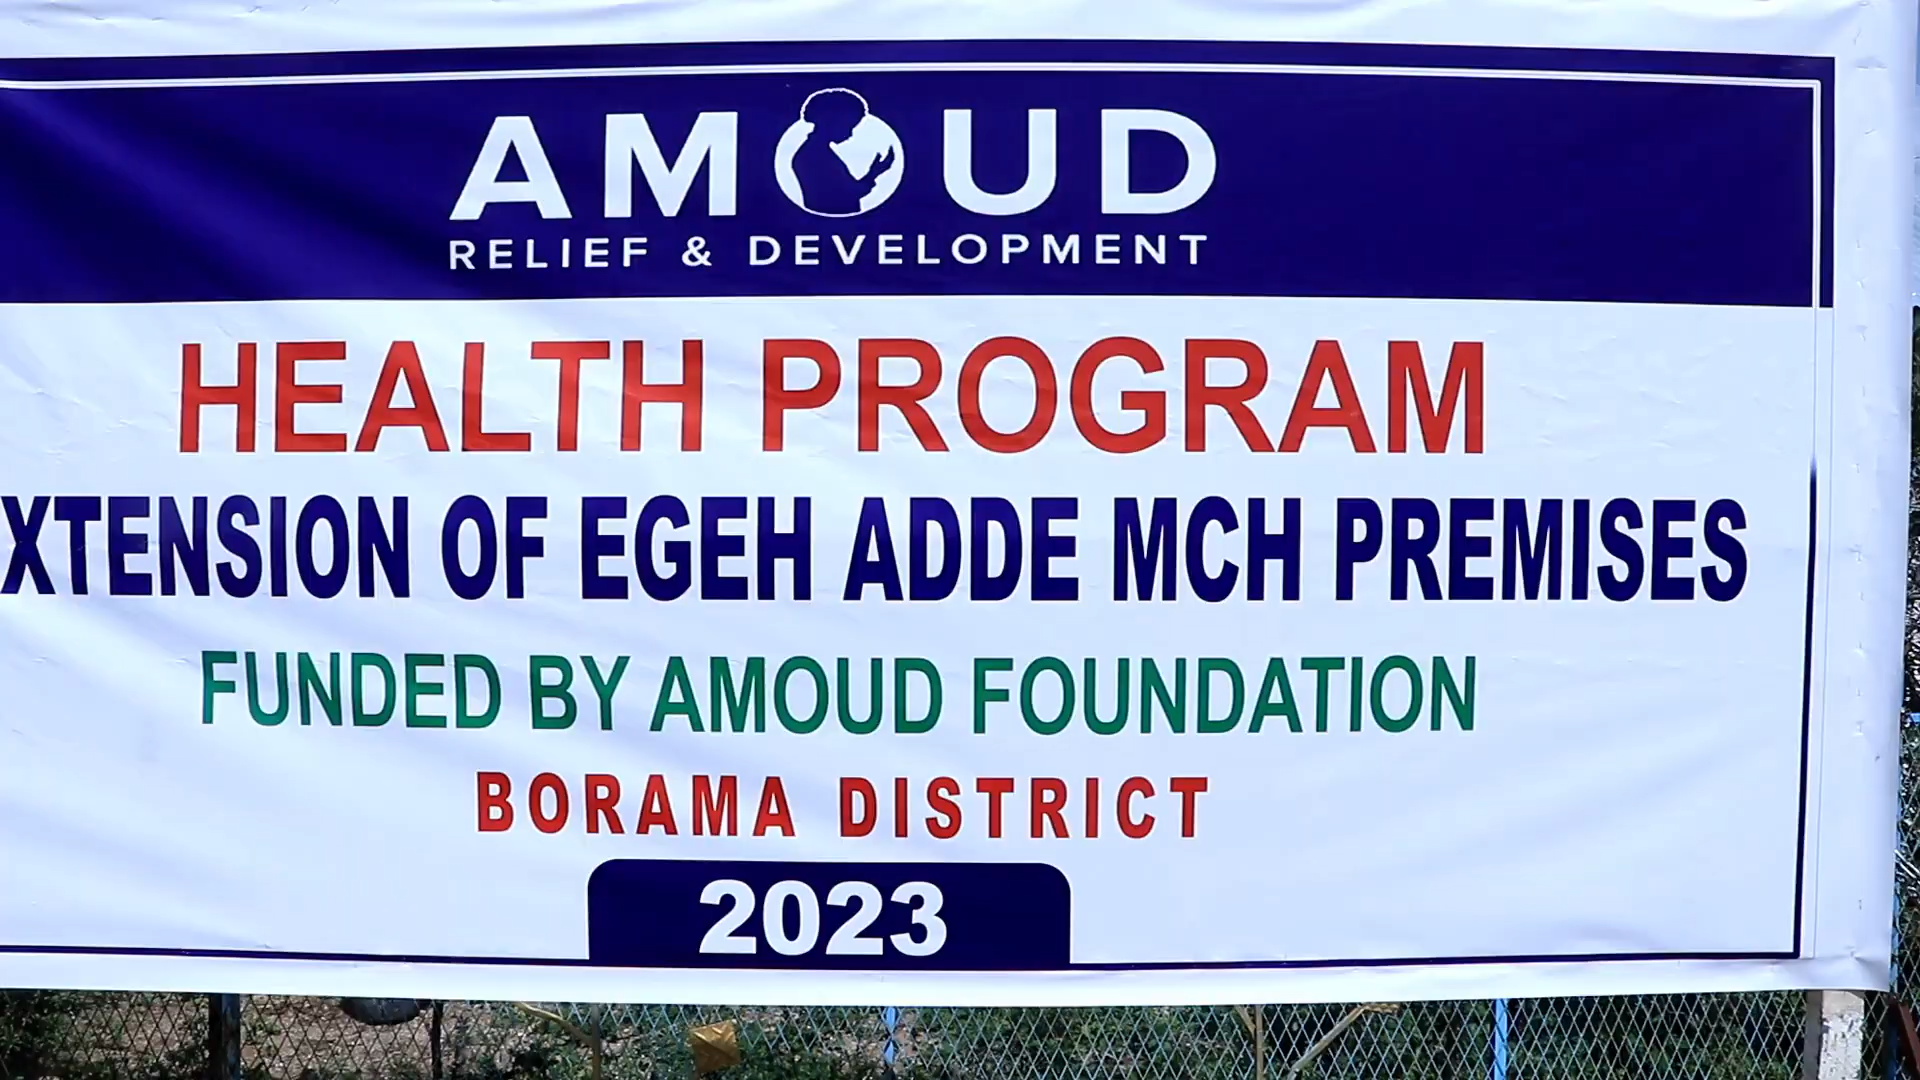 AMOUD
RELIEF & DEVELOPMENT
HEALTH PROGRAM
XTENSION OF EGEH ADDE MCH PREMISES
FUNDED BY AMOUD FOUNDATION
BORAMA DISTRICT
2023